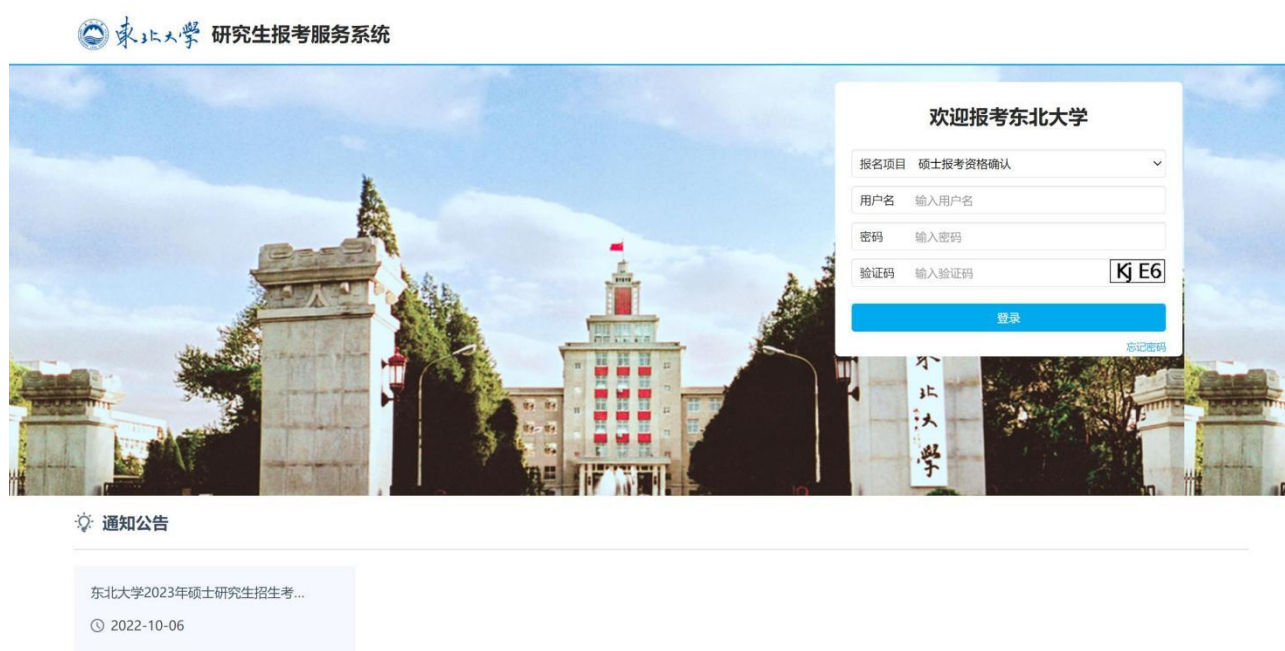 東北大學 研究生报考服务系统
欢迎报考东北大学
报名项目 硕士报考资格确认
用户名 输入用户名
密码 输入密码
验证码 输入验证码 Kj E6
登录
忘记密码
东北大学
通知公告
东北大学2023年硕士研究生招生考...
2022-10-06